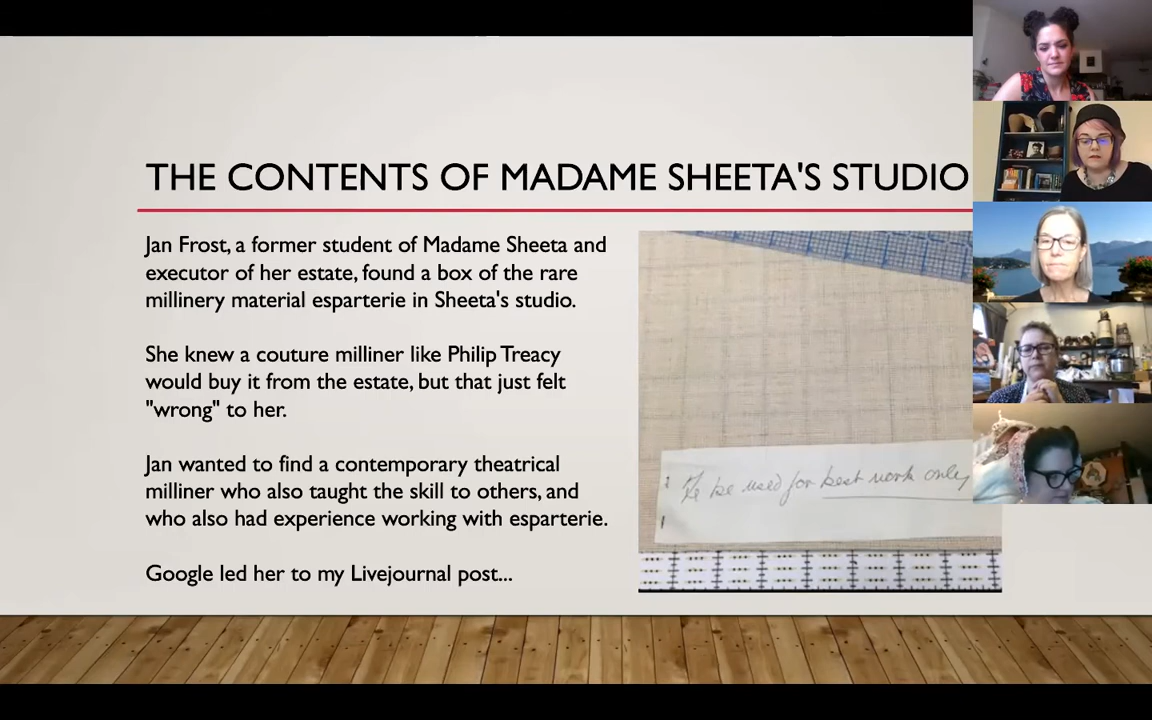 THE CONTENTS OF MADAME SHEETA'S STUDIO
Jan Frost, a former student of Madame Sheeta and
executor of her estate, found a box of the rare
millinery material esparterie in Sheeta's studio.
She knew a couture milliner like Philip Treacy
would buy it from the estate, but that just felt
"wrong" to her.
Jan wanted to find a contemporary theatrical
milliner who also taught the skill to others, and
who also had experience working with esparterie.
Google led her to my Livejournal post...
To be used for best work only